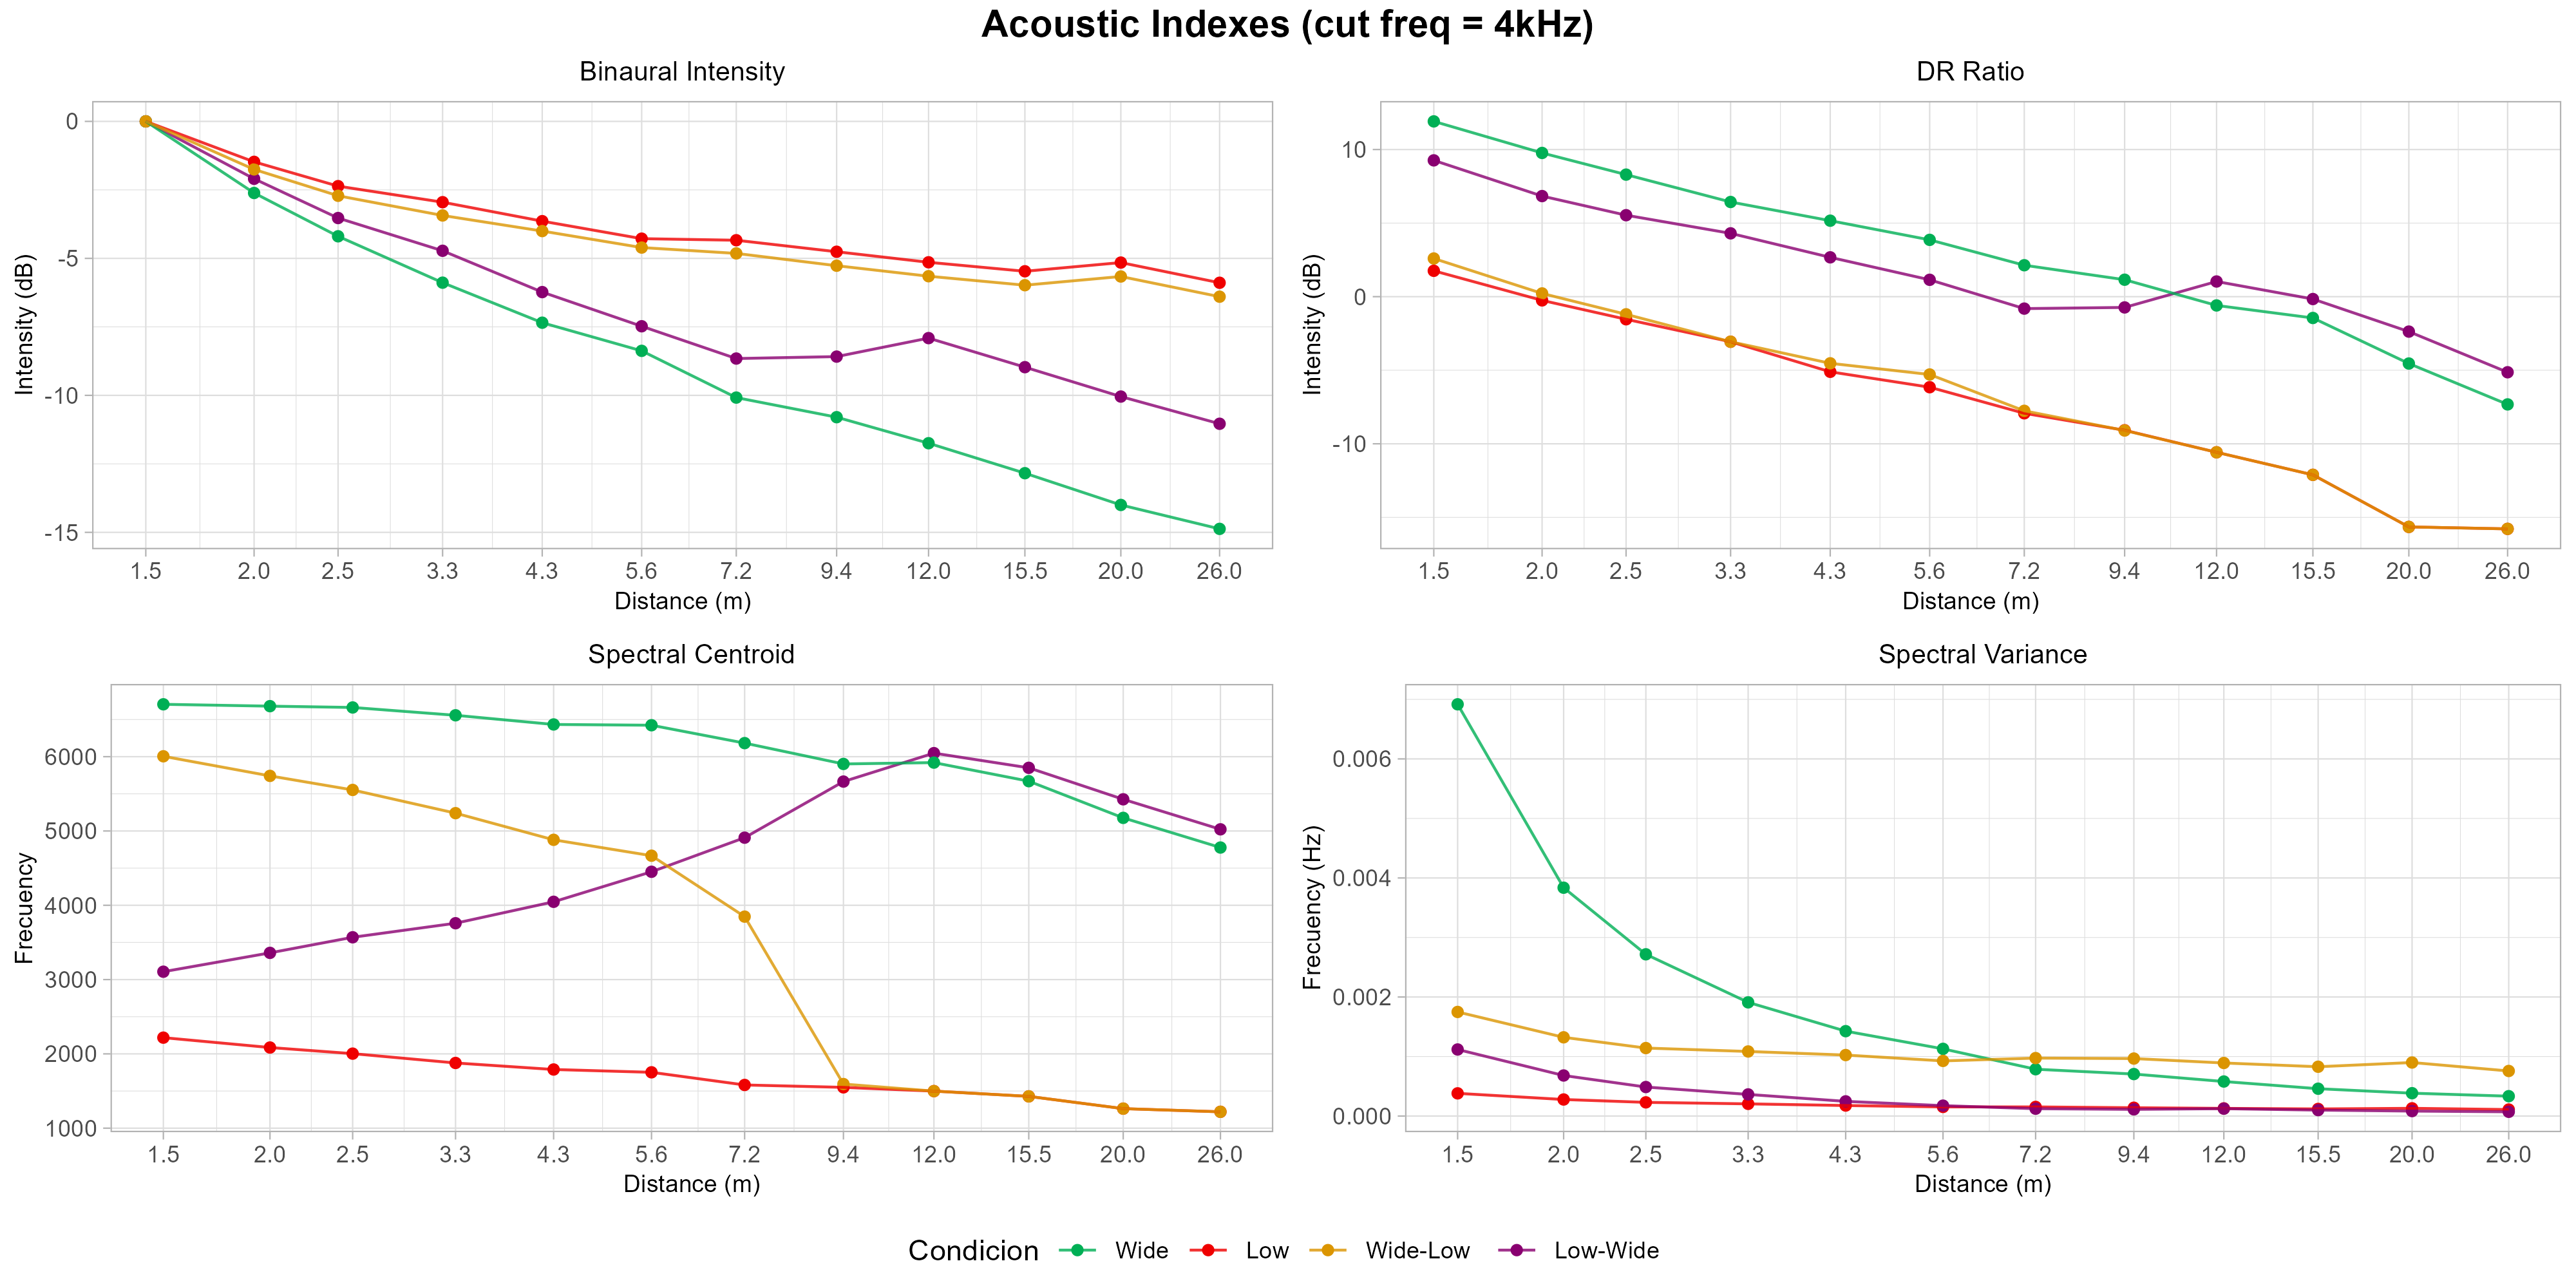 Acoustic Indexes (cut freq = 4kHz)
Binaural Intensity
Intensity (dB)
0
-5
-10
-15
1.5 2.0 2.5 3.3 4.3 5.6 7.2 9.4 12.0 15.5 20.0 26.0
Distance (m)
DR Ratio
Intensity (dB)
10
0
-10
1.5 2.0 2.5 3.3 4.3 5.6 7.2 9.4 12.0 15.5 20.0 26.0
Distance (m)
Spectral Centroid
Frecuency
6000
5000
4000
3000
2000
1000
1.5 2.0 2.5 3.3 4.3 5.6 7.2 9.4 12.0 15.5 20.0 26.0
Distance (m)
Spectral Variance
Frecuency (Hz)
0.006
0.004
0.002
0.000
1.5 2.0 2.5 3.3 4.3 5.6 7.2 9.4 12.0 15.5 20.0 26.0
Distance (m)
Condicion Wide Low Wide-Low Low-Wide